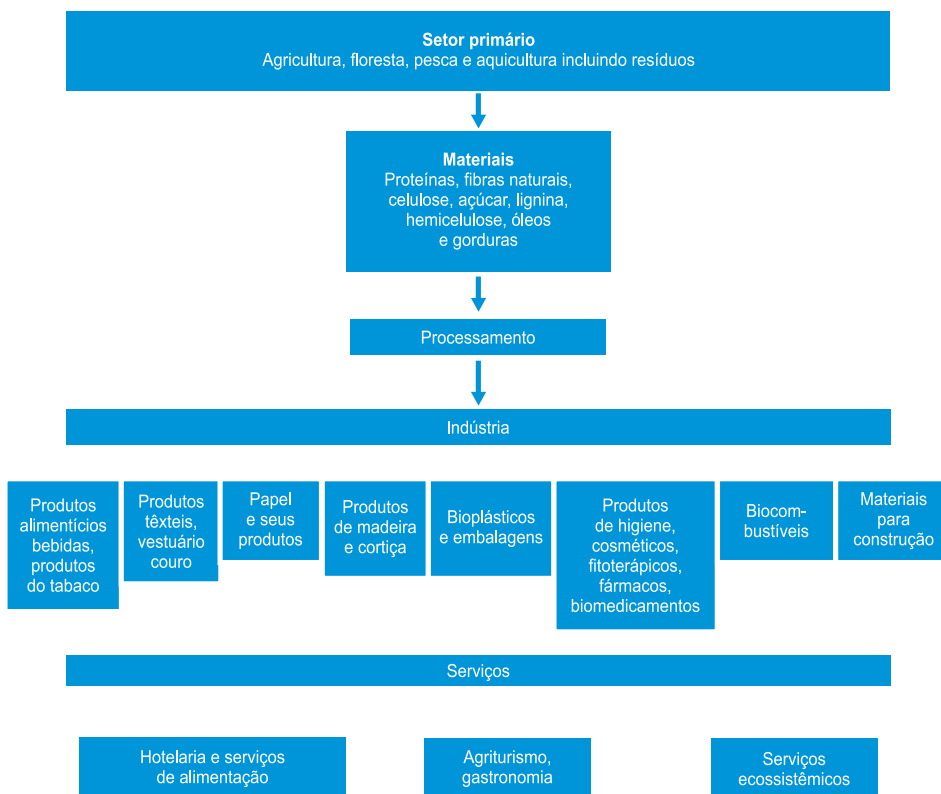 Setor primário
Agricultura, floresta, pesca e aquicultura incluindo resíduos
Materiais
Proteínas, fibras naturais,
celulose, açúcar, lignina,
hemicelulose, óleos
e gorduras
Processamento
Indústria
Produtos
alimentícios
bebidas,
produtos
do tabaco
Produtos
têxteis,
vestuário
couro
Papel
e seus
produtos
Produtos
de madeira
e cortiça
Bioplásticos
e embalagens
Produtos
de higiene,
cosméticos,
fitoterápicos,
fármacos,
biomedicamentos
Biocom-
bustíveis
Materiais
para
construção
Serviços
Hotelaria e serviços
de alimentação
Agriturismo,
gastronomia
Serviços
ecossistêmicos